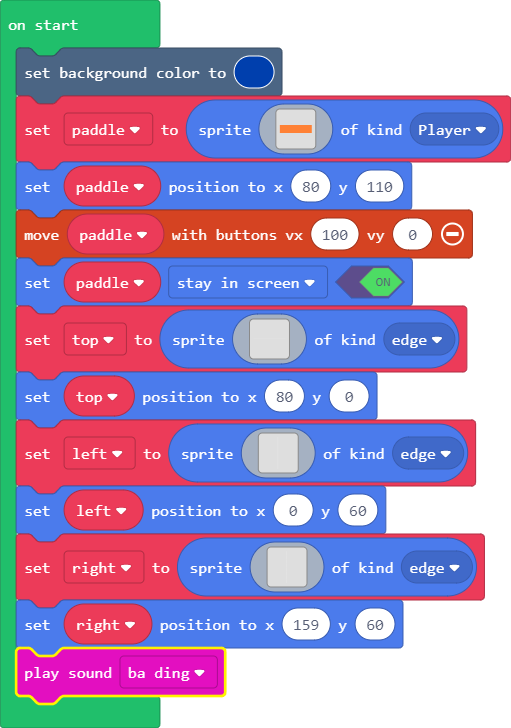 on start
set background color to
set paddle to sprite of kind Player
set paddle position to x 80 y 110
move paddle with buttons vx 100 vy 0
set paddle stay in screen ON
set top to sprite of kind edge
set top position to x 80 y 0
set left to sprite of kind edge
set left position to x 0 y 60
set right to sprite of kind edge
set right position to x 159 y 60
play sound ba ding